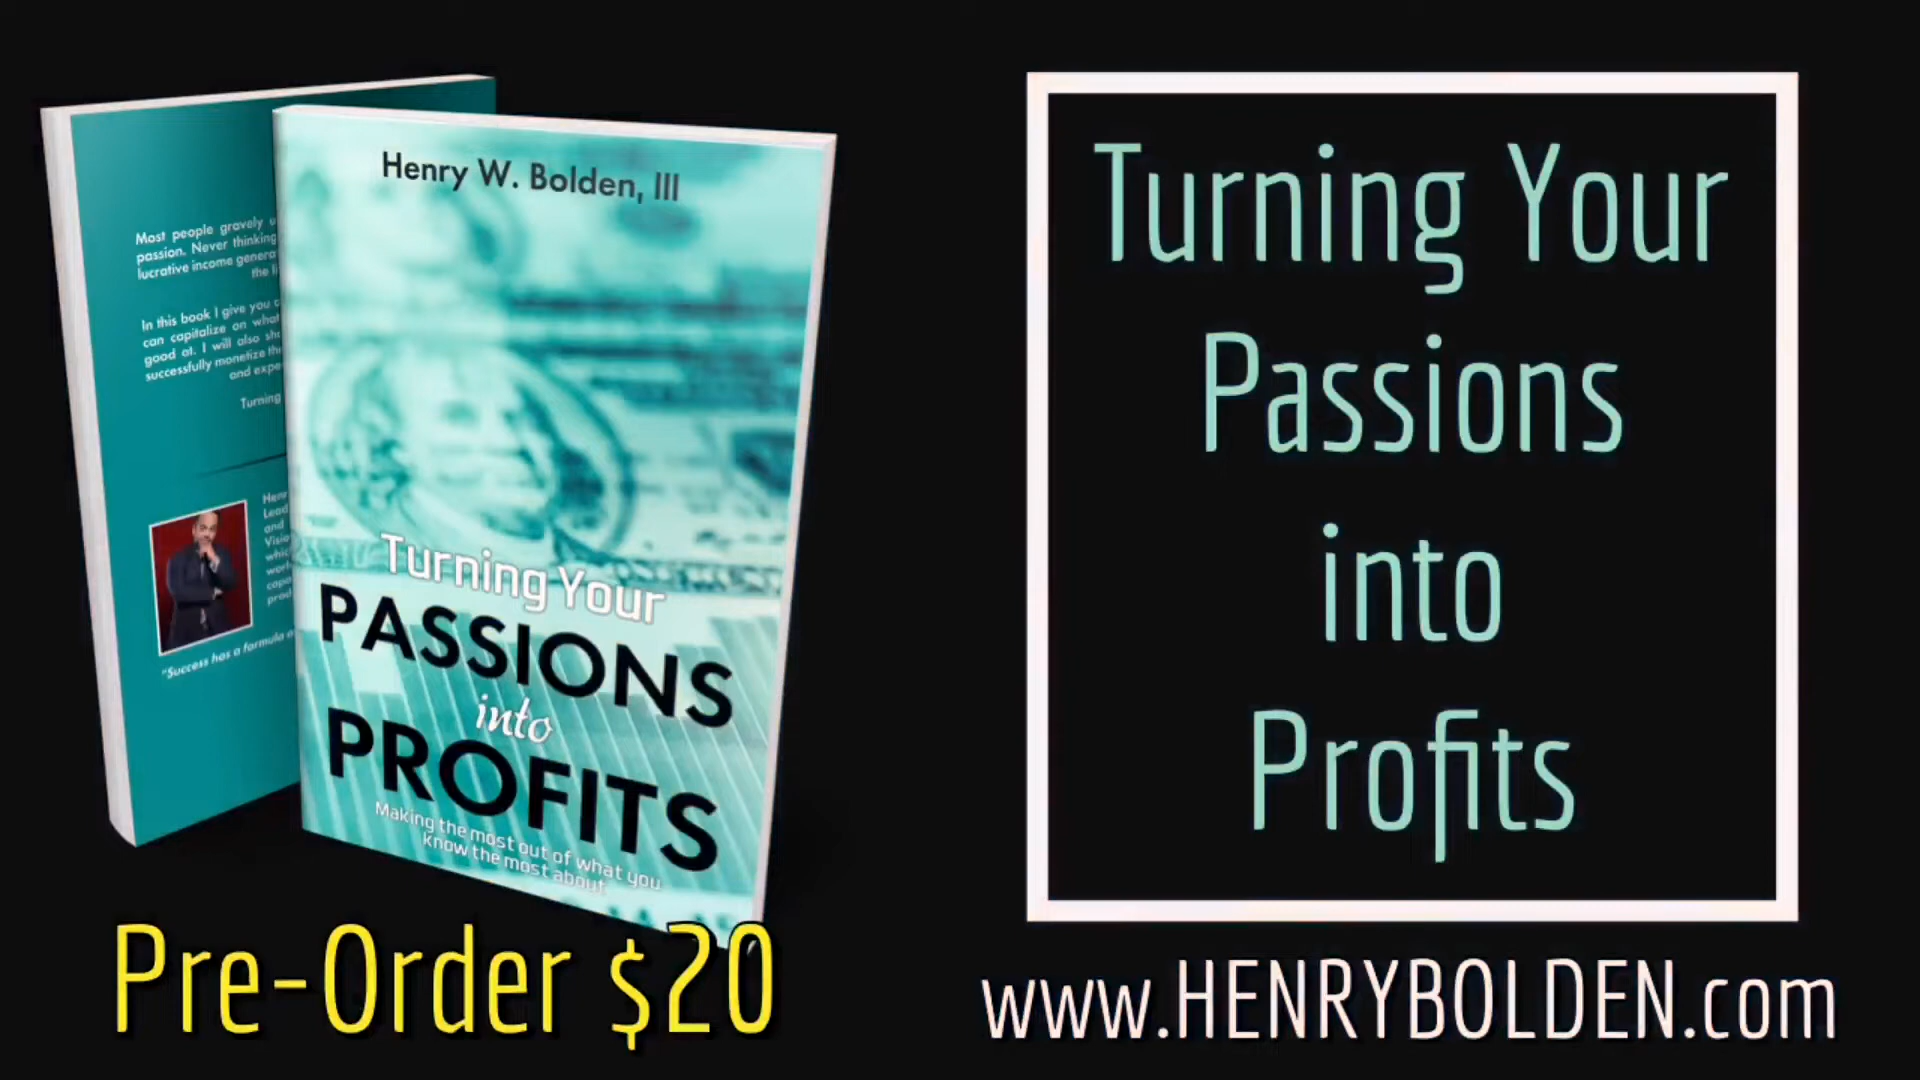 Most people gravely
passion. Never thinking
lucrative income
the
In this book I give you
can capitalize on what
good at. I will also
successfully monetize
and
Turning
and
"Success has a formula
Henry W. Bolden, III
Turning Your
PASSIONS
into
PROFITS
Making the most out of what you
know the most about
Pre-Order $20
Turning Your
Passions
into
Profits
www.HENRYBOLDEN.com